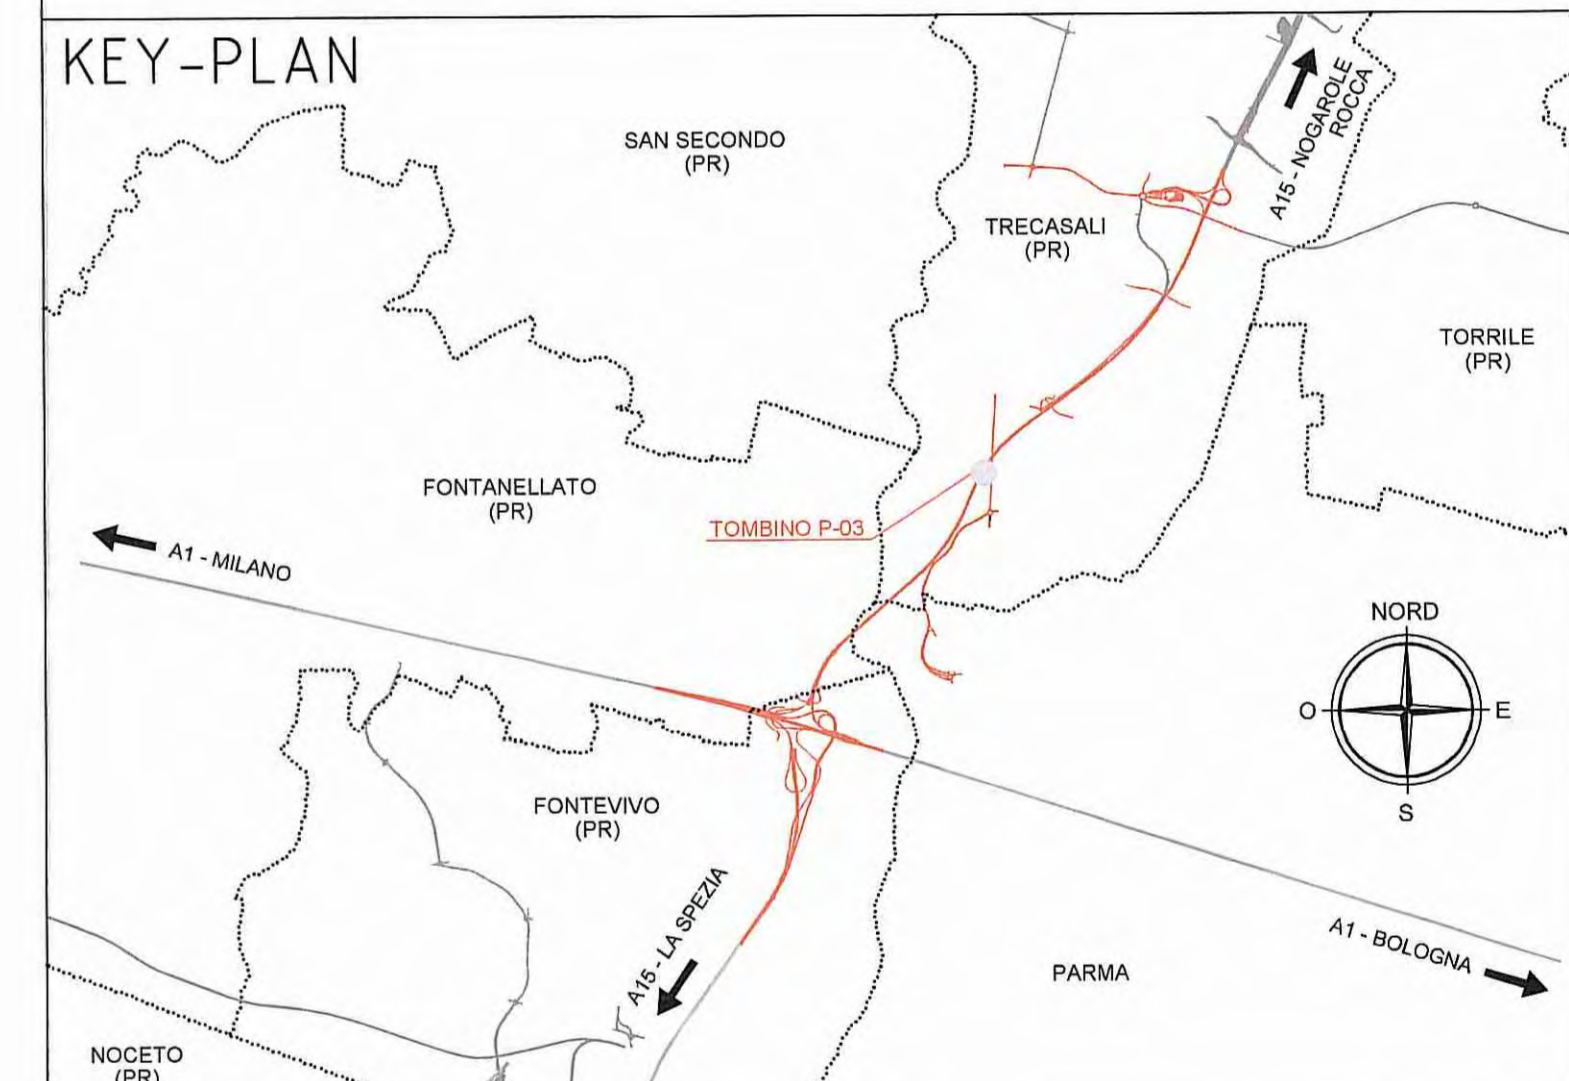 KEY-PLAN
SAN SECONDO
(PR)
A15 - NOGAROLE
ROCCA
TRECASALI
(PR)
TORRILE
(PR)
FONTANELLATO
(PR)
TOMBINO P-03
A1 - MILANO
NORD
O
E
S
FONTEVIVO
(PR)
A15 - LA SPEZIA
A1 - BOLOGNA
PARMA
NOCETO
(PR)